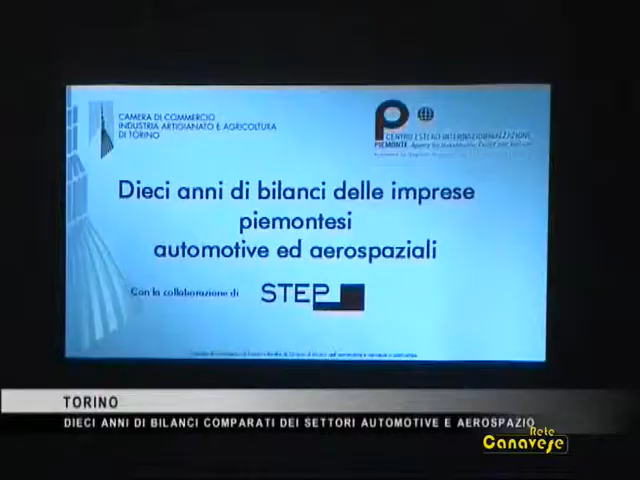 CAMERA DI COMMERCIO
INDUSTRIA ARTIGIANATO E AGRICOLTURA
DI TORINO
CENTRO ESTERO INTERNAZIONALIZZAZIONE
PIEMONTE
Dieci anni di bilanci delle imprese
piemontesi
automotive ed aerospaziali
Con la collaborazione di
STEP
TORINO
DIECI ANNI DI BILANCI COMPARATI DEI SETTORI AUTOMOTIVE E AEROSPAZIO
Rete
Canavese